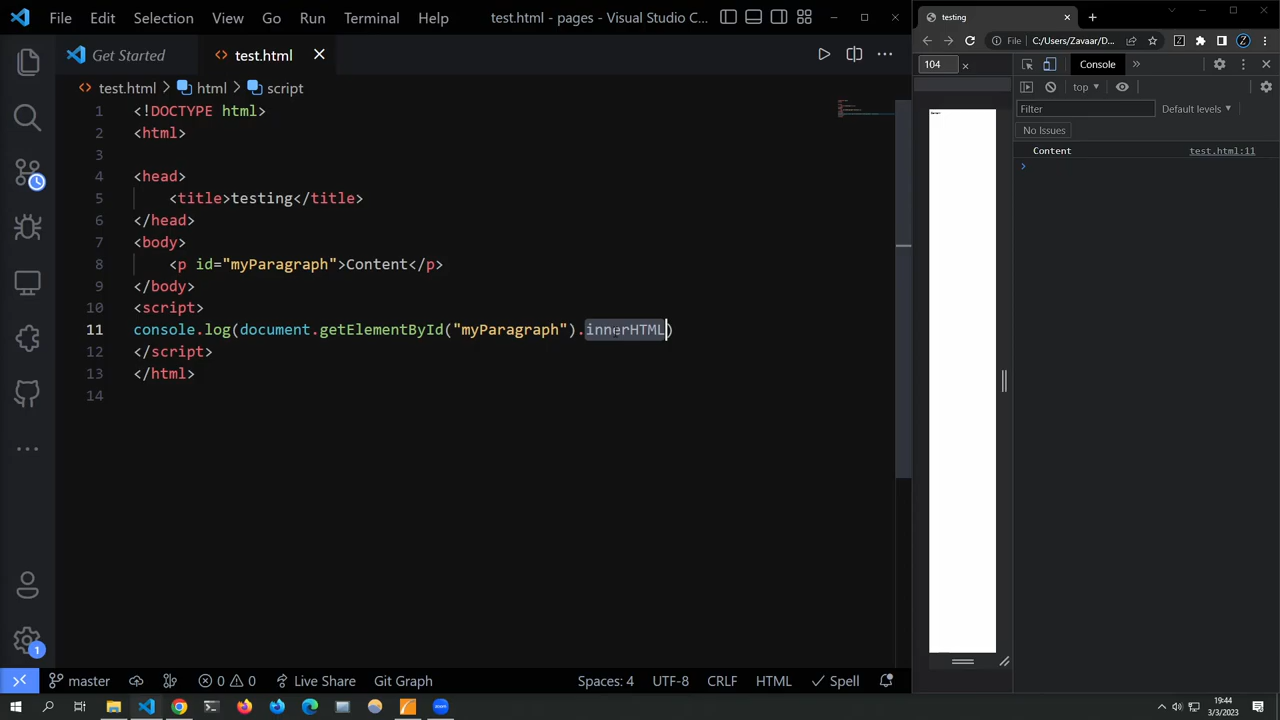 File Edit Selection View Go Run Terminal Help test.html - pages - Visual Studio C...
Get Started test.html
test.html html script
1 <!DOCTYPE html>
2 <html>
3
4 <head>
5 <title>testing</title>
6 </head>
7 <body>
8 <p id="myParagraph">Content</p>
9 </body>
10 <script>
11 console.log(document.getElementById("myParagraph").innerHTML)
12 </script>
13 </html>
14
1
master 0 0 Live Share Git Graph Spaces: 4 UTF-8 CRLF HTML Spell
testing
File C:/Users/Zavaar/D... Z Z
104 Console
top
Filter Default levels
No Issues
Content test.html:11
zoom
19:44
3/3/2023